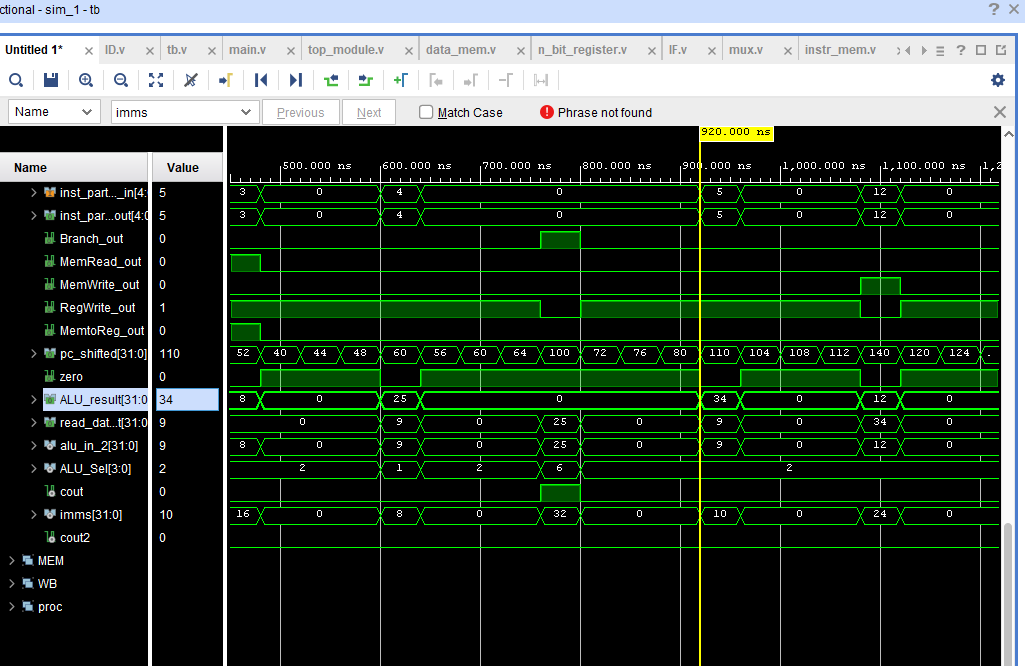 ctional - sim_1 - tb
Untitled 1* ID.v tb.v main.v top_module.v data_mem.v n_bit_register.v IF.v mux.v instr_mem.v
Name imms Previous Next Match Case Phrase not found
920.000 ns
Name Value
500.000 ns 600.000 ns 700.000 ns 800.000 ns 900.000 ns 1,000.000 ns 1,100.000 ns 1,2
inst_part..._in[4: 5 3 0 4 0 5 0 12 0
inst_par...out[4:0 5 3 0 4 0 5 0 12 0
Branch_out 0
MemRead_out 0
MemWrite_out 0
RegWrite_out 1
MemtoReg_out 0
pc_shifted[31:0] 110 52 40 44 48 60 56 60 64 100 72 76 80 110 104 108 112 140 120 124 .
zero 0
ALU_result[31:0 34 8 0 25 0 34 0 12 0
read_dat...t[31:0 9 0 9 0 25 0 9 0 34 0
alu_in_2[31:0] 9 8 0 9 0 25 0 9 0 12 0
ALU_Sel[3:0] 2 2 1 2 6 2
cout 0
imms[31:0] 10 16 0 8 0 32 0 10 0 24 0
cout2 0
MEM
WB
proc